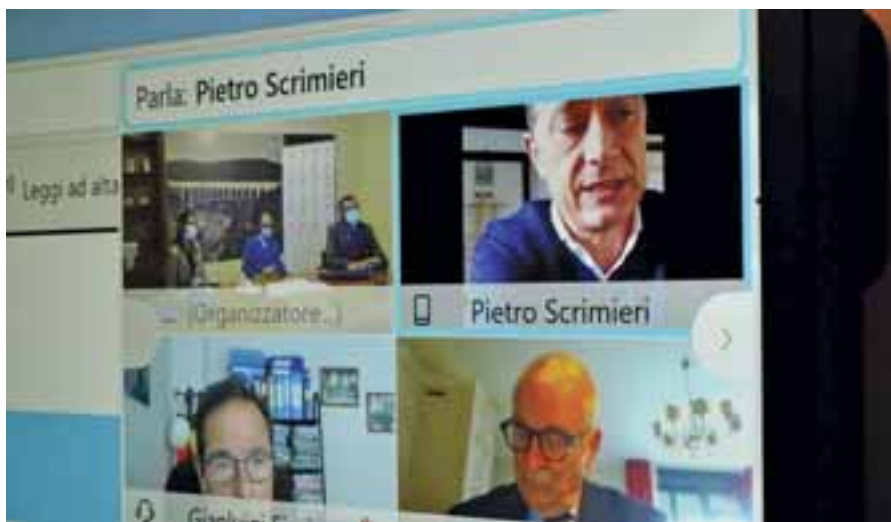 Parla: Pietro Scrimieri
Leggi ad alta
(Organizzatore...)
Pietro Scrimieri